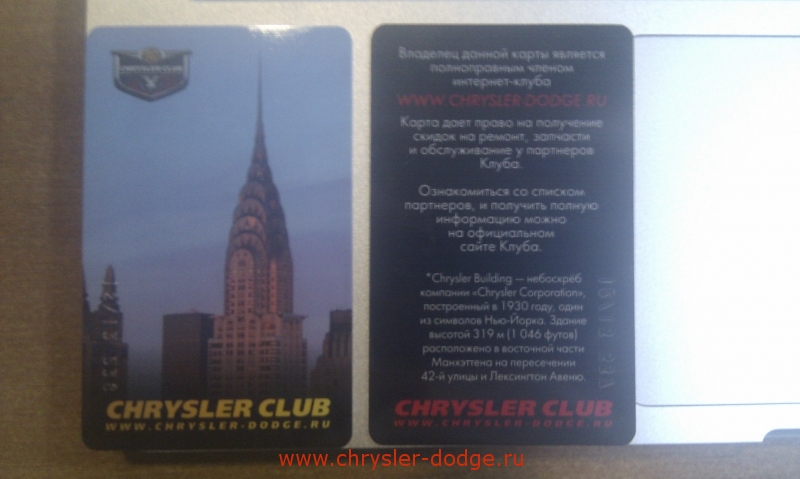 CHRYSLER CLUB
CHRYSLER CLUB
WWW.CHRYSLER-DODGE.RU
Владелец данной карты является
полноправным членом
интернет-клуба
WWW.CHRYSLER-DODGE.RU
Карта дает право на получение
скидок на ремонт, запчасти
и обслуживание у партнеров
Клуба.
Ознакомиться со списком
партнеров, и получить полную
информацию можно
на официальном
сайте Клуба.
*Chrysler Building — небоскрёб
компании «Chrysler Corporation»,
построенный в 1930 году, один
из символов Нью-Йорка. Здание
высотой 319 м (1 046 футов)
расположено в восточной части
Манхэттена на пересечении
42-й улицы и Лексингтон Авеню.
CHRYSLER CLUB
WWW.CHRYSLER-DODGE.RU
www.chrysler-dodge.ru